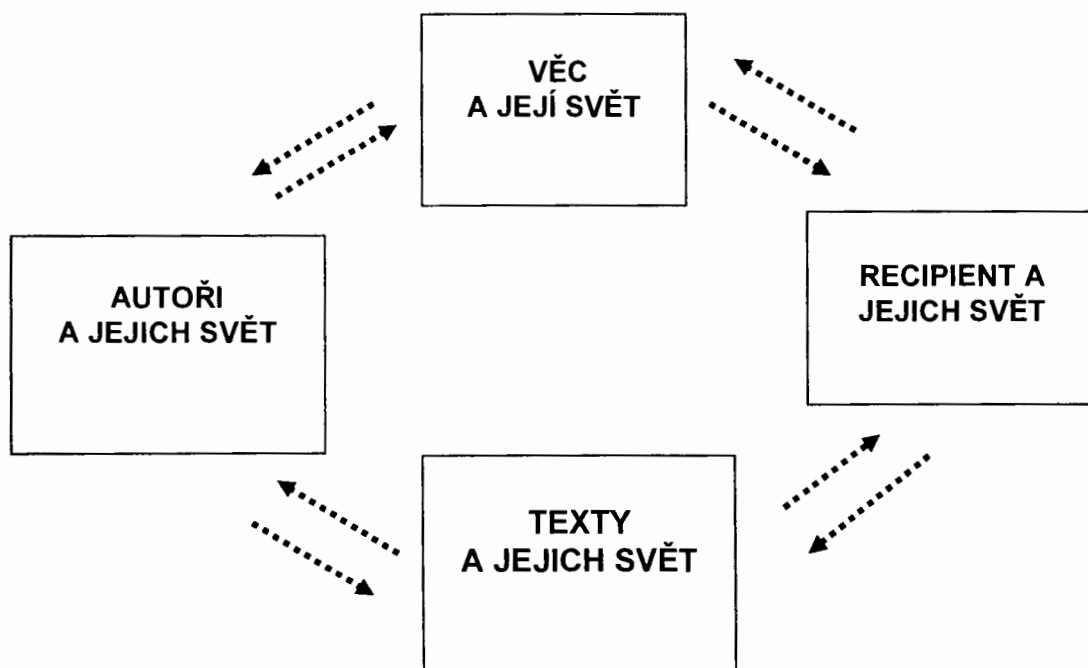 VĚC
A JEJÍ SVĚT
AUTOŘI
A JEJICH SVĚT
RECIPIENT A
JEJICH SVĚT
TEXTY
A JEJICH SVĚT